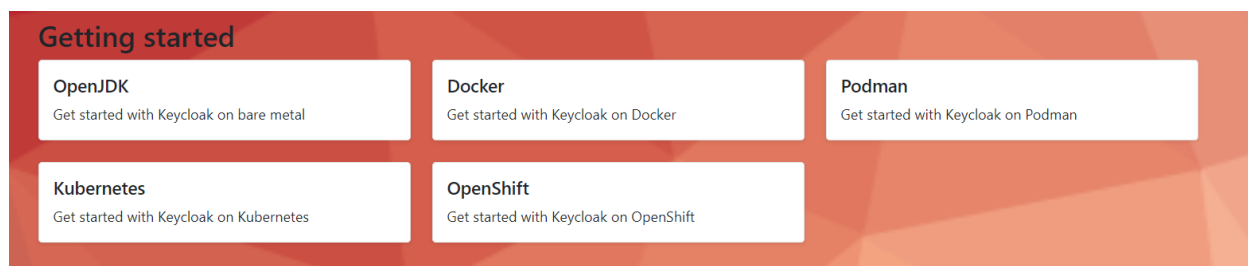 Getting started
OpenJDK
Get started with Keycloak on bare metal
Docker
Get started with Keycloak on Docker
Podman
Get started with Keycloak on Podman
Kubernetes
Get started with Keycloak on Kubernetes
OpenShift
Get started with Keycloak on OpenShift